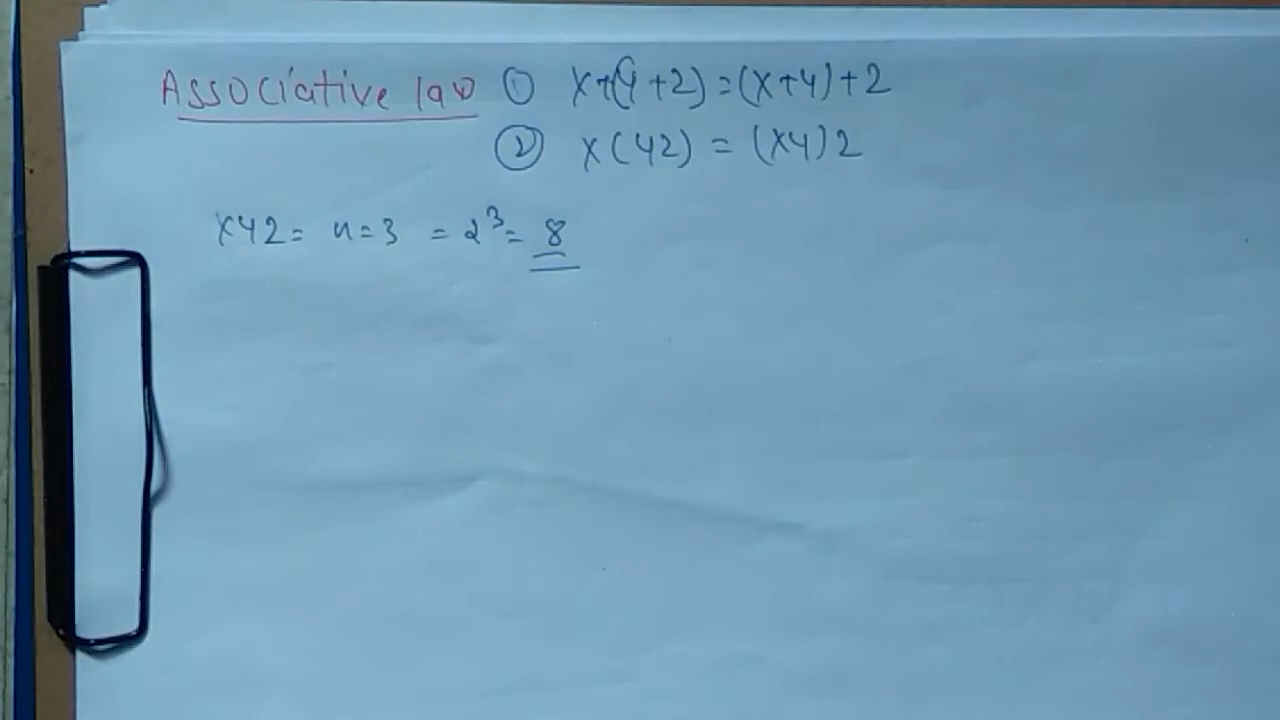 Associative law ① x+(y+z)=(x+y)+z
② x(yz) = (xy)z
xyz= n=3 = 2³= 8